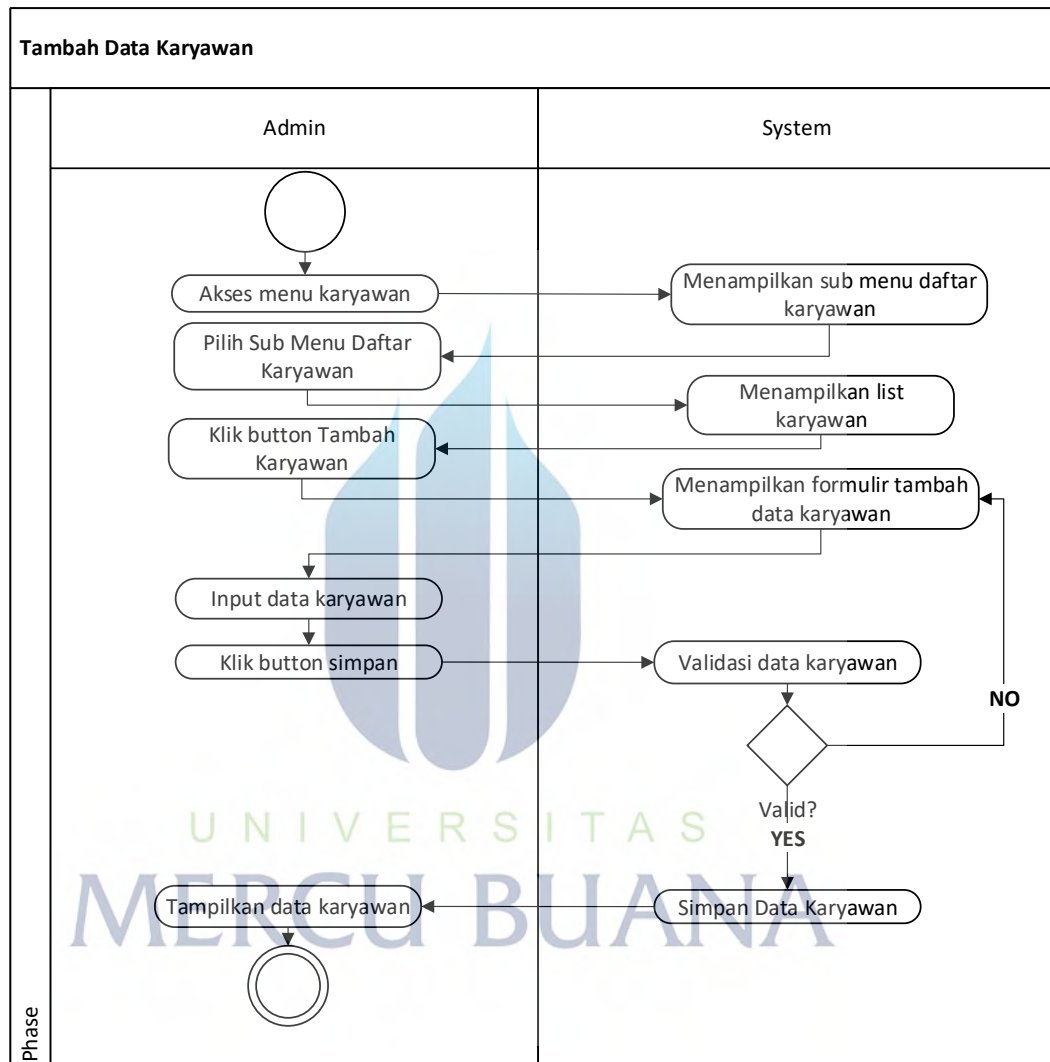 Tambah Data Karyawan
Admin
System
Akses menu karyawan
Menampilkan sub menu daftar
karyawan
Pilih Sub Menu Daftar
Karyawan
Menampilkan list
karyawan
Klik button Tambah
Karyawan
Menampilkan formulir tambah
data karyawan
Input data karyawan
Klik button simpan
Validasi data karyawan
NO
Valid?
YES
UNIVERSITAS
MERCU BUANA
Tampilkan data karyawan
Simpan Data Karyawan
Phase